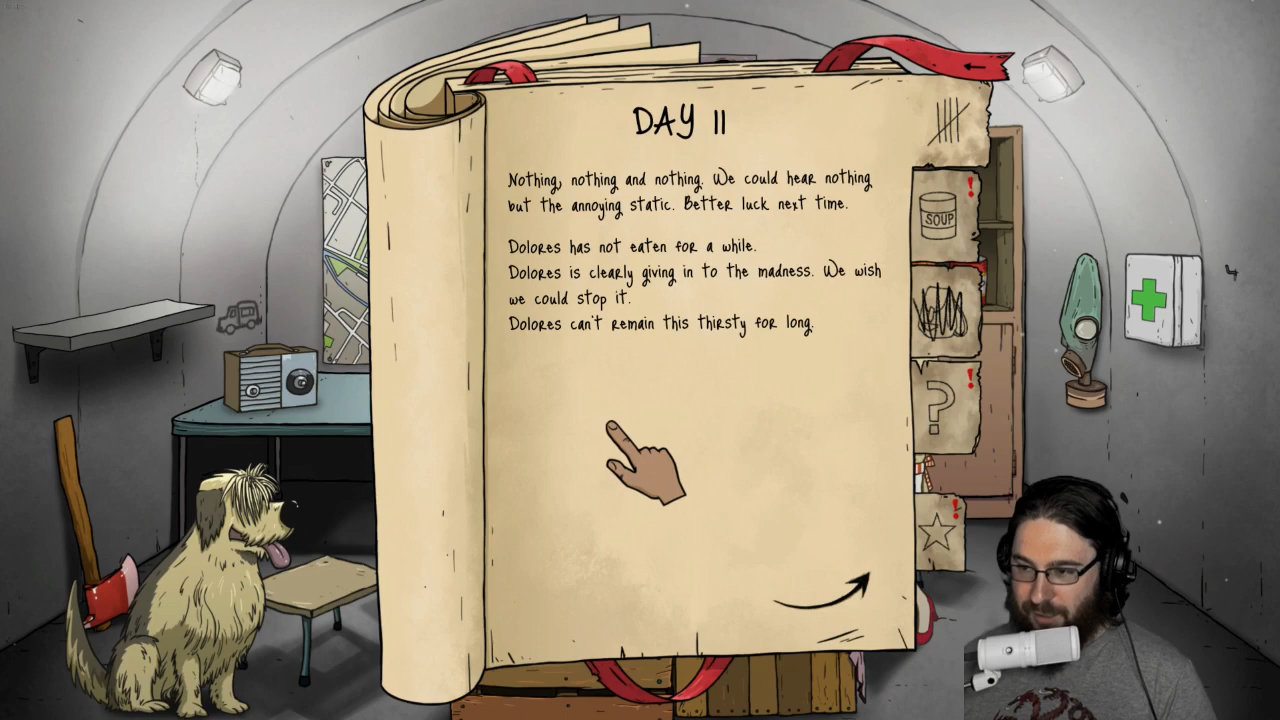 DAY 11
Nothing, nothing and nothing. We could hear nothing
but the annoying static. Better luck next time.
Dolores has not eaten for a while.
Dolores is clearly giving in to the madness. We wish
we could stop it.
Dolores can't remain this thirsty for long.
!
SOUP
!
?
!